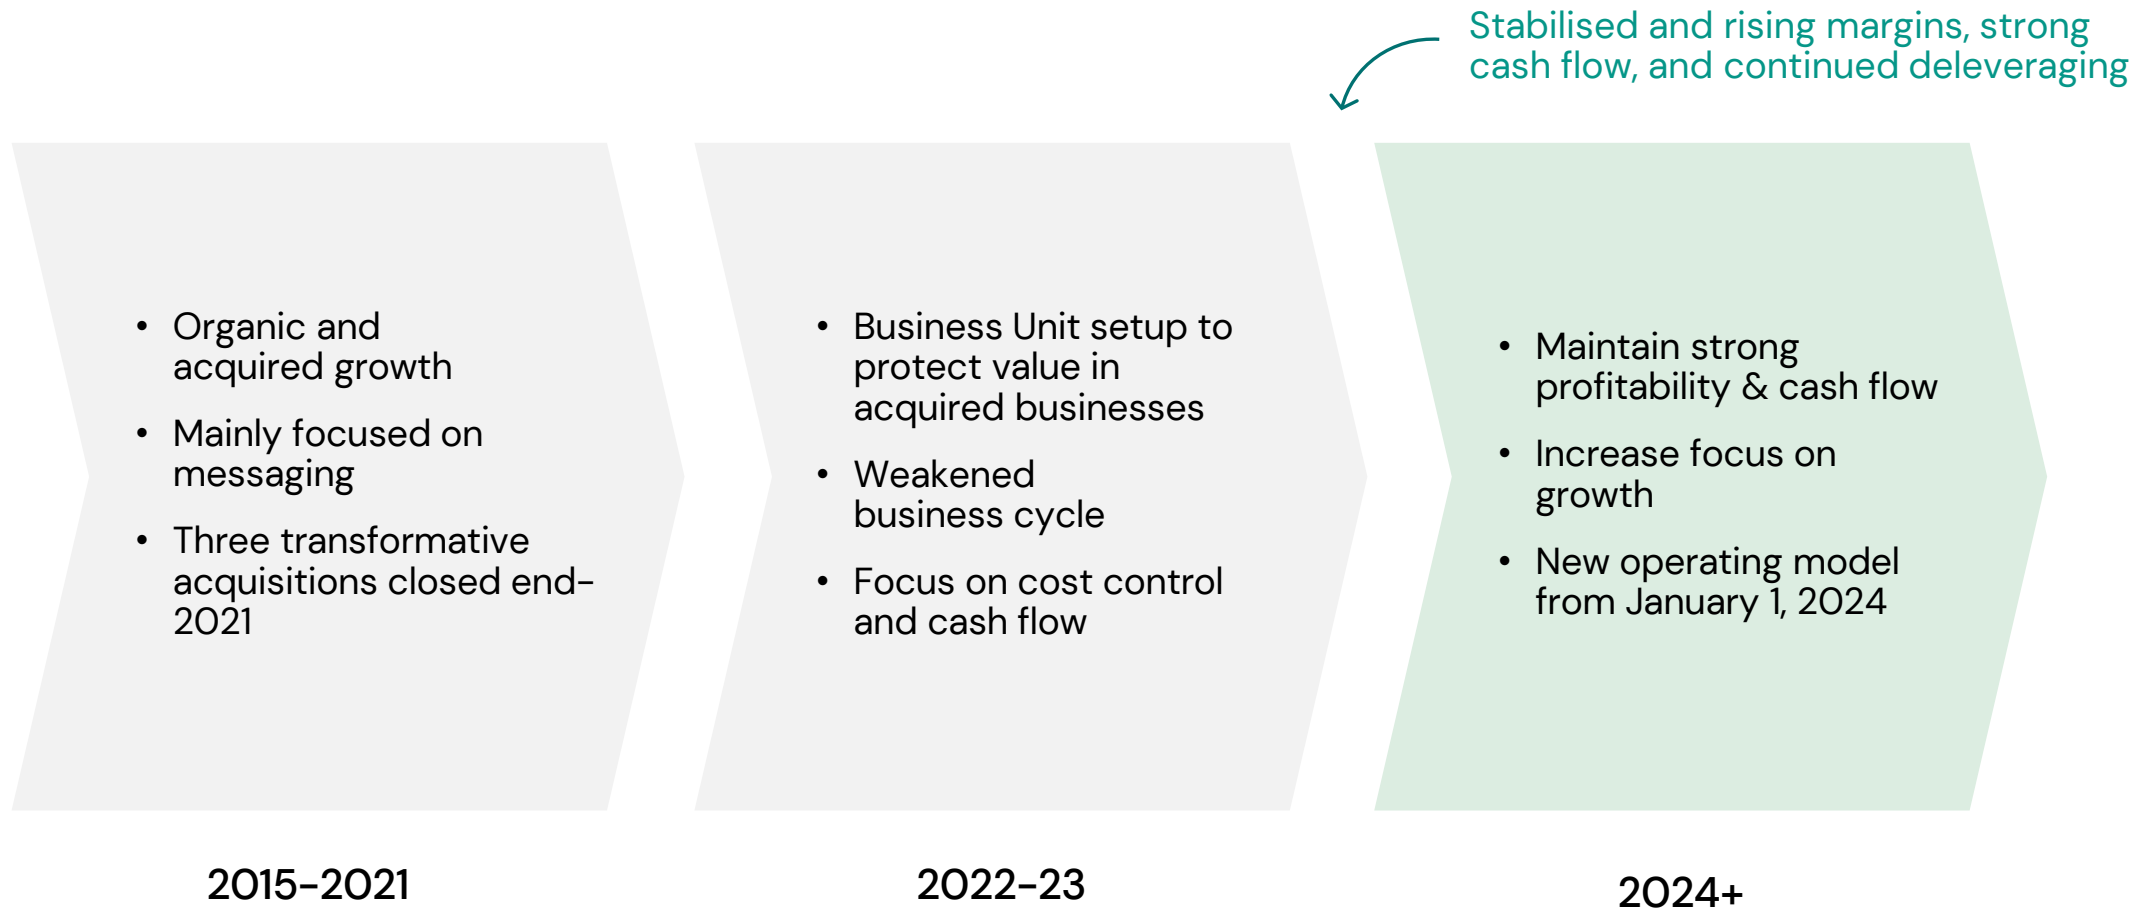 Stabilised and rising margins, strong
cash flow, and continued deleveraging
• Organic and
acquired growth
• Mainly focused on
messaging
• Three transformative
acquisitions closed end-
2021
2015-2021
• Business Unit setup to
protect value in
acquired businesses
• Weakened
business cycle
• Focus on cost control
and cash flow
2022-23
• Maintain strong
profitability & cash flow
• Increase focus on
growth
• New operating model
from January 1, 2024
2024+